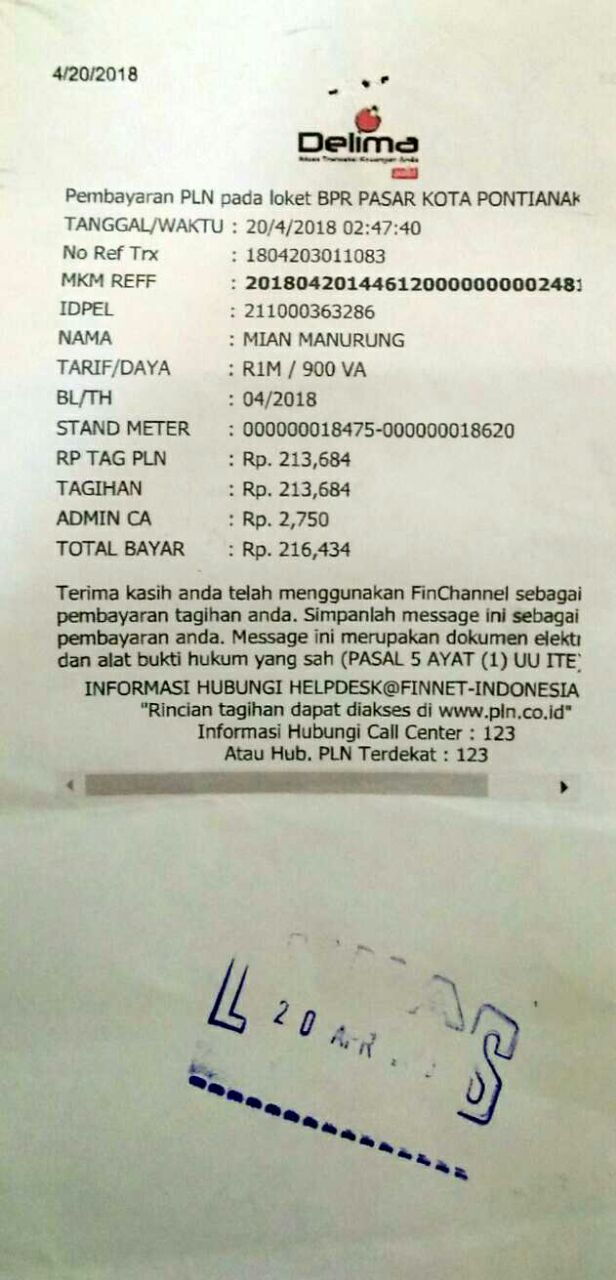 4/20/2018
Delima
Pembayaran PLN pada loket BPR PASAR KOTA PONTIANAK
TANGGAL/WAKTU : 20/4/2018 02:47:40
No Ref Trx : 1804203011083
MKM REFF : 2018042014461200000000002481
IDPEL : 211000363286
NAMA : MIAN MANURUNG
TARIF/DAYA : R1M / 900 VA
BL/TH : 04/2018
STAND METER : 000000018475-000000018620
RP TAG PLN : Rp. 213,684
TAGIHAN : Rp. 213,684
ADMIN CA : Rp. 2,750
TOTAL BAYAR : Rp. 216,434
Terima kasih anda telah menggunakan FinChannel sebagai
pembayaran tagihan anda. Simpanlah message ini sebagai
pembayaran anda. Message ini merupakan dokumen elekt
dan alat bukti hukum yang sah (PASAL 5 AYAT (1) UU ITE)
INFORMASI HUBUNGI HELPDESK@FINNET-INDONESIA
"Rincian tagihan dapat diakses di www.pln.co.id"
Informasi Hubungi Call Center : 123
Atau Hub. PLN Terdekat : 123
20 APR